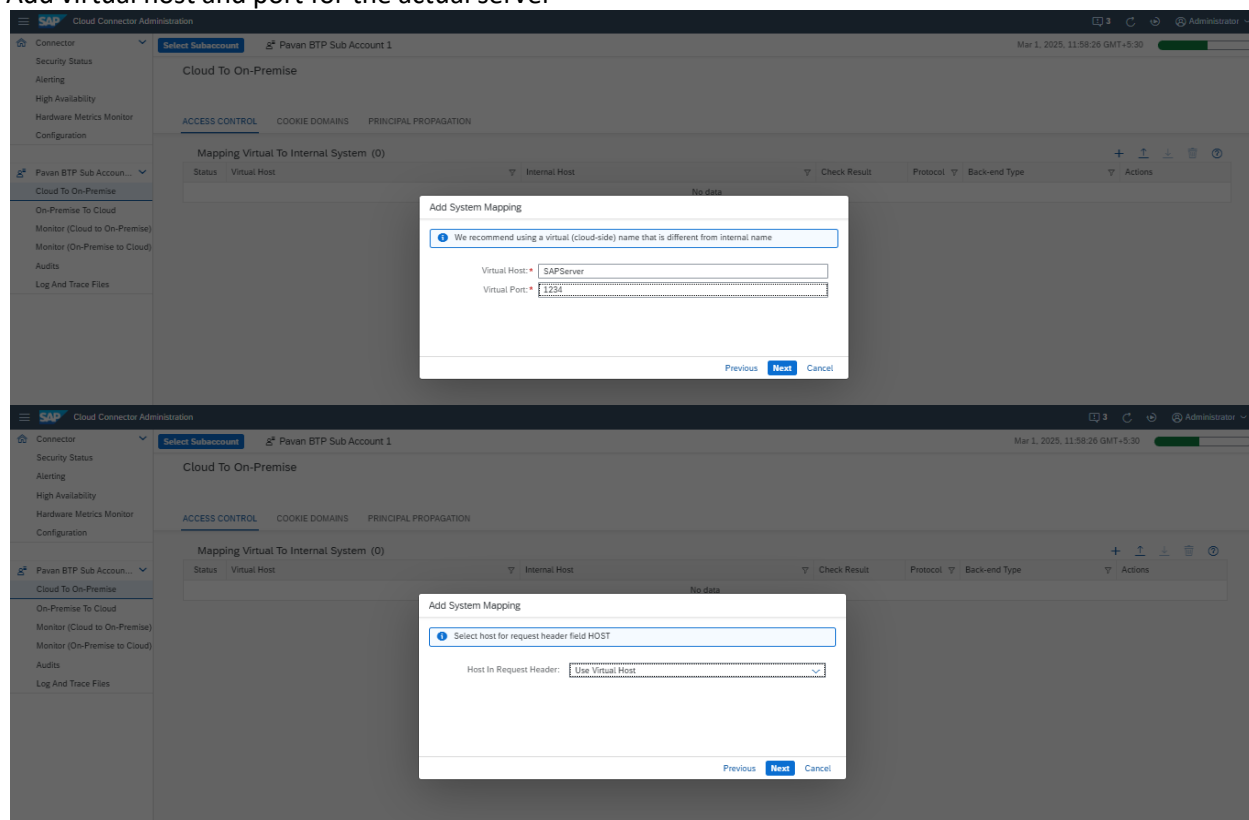 Add virtual host and port for the actual server
SAP Cloud Connector Administration 3 Administrator
Connector Select Subaccount Pavan BTP Sub Account 1 Mar 1, 2025, 11:58:26 GMT+5:30
Security Status
Cloud To On-Premise
Alerting
High Availability
Hardware Metrics Monitor
ACCESS CONTROL COOKIE DOMAINS PRINCIPAL PROPAGATION
Configuration
Mapping Virtual To Internal System (0)
Pavan BTP Sub Accoun... Status Virtual Host Internal Host Check Result Protocol Back-end Type Actions
Cloud To On-Premise No data
On-Premise To Cloud
Monitor (Cloud to On-Premise)
Monitor (On-Premise to Cloud)
Audits
Log And Trace Files
Add System Mapping
We recommend using a virtual (cloud-side) name that is different from internal name
Virtual Host:* SAPServer
Virtual Port:* 1234
Previous Next Cancel
SAP Cloud Connector Administration 3 Administrator
Connector Select Subaccount Pavan BTP Sub Account 1 Mar 1, 2025, 11:58:26 GMT+5:30
Security Status
Cloud To On-Premise
Alerting
High Availability
Hardware Metrics Monitor
ACCESS CONTROL COOKIE DOMAINS PRINCIPAL PROPAGATION
Configuration
Mapping Virtual To Internal System (0)
Pavan BTP Sub Accoun... Status Virtual Host Internal Host Check Result Protocol Back-end Type Actions
Cloud To On-Premise No data
On-Premise To Cloud
Monitor (Cloud to On-Premise)
Monitor (On-Premise to Cloud)
Audits
Log And Trace Files
Add System Mapping
Select host for request header field HOST
Host In Request Header: Use Virtual Host
Previous Next Cancel